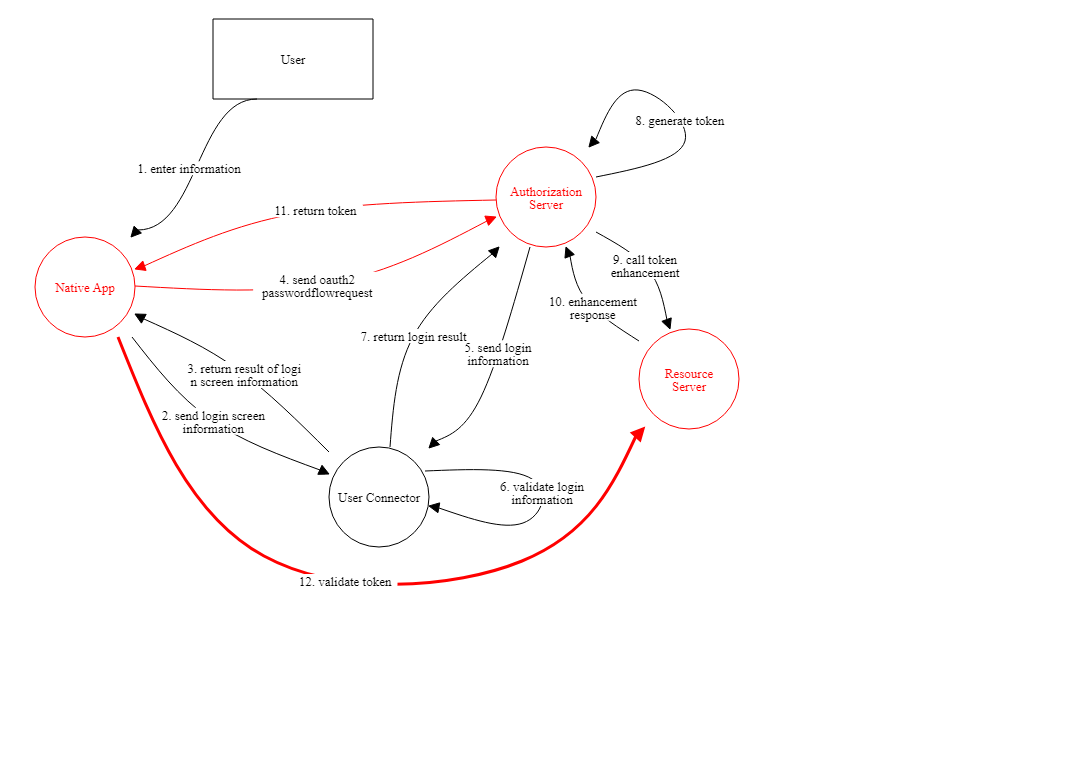 User
8. generate token
1. enter information
Authorization
Server
11. return token
9. call token
enhancement
4. send oauth2
passwordflowrequest
Native App
10. enhancement
response
7. return login result
5. send login
information
3. return result of logi
n screen information
Resource
Server
2. send login screen
information
User Connector
6. validate login
information
12. validate token